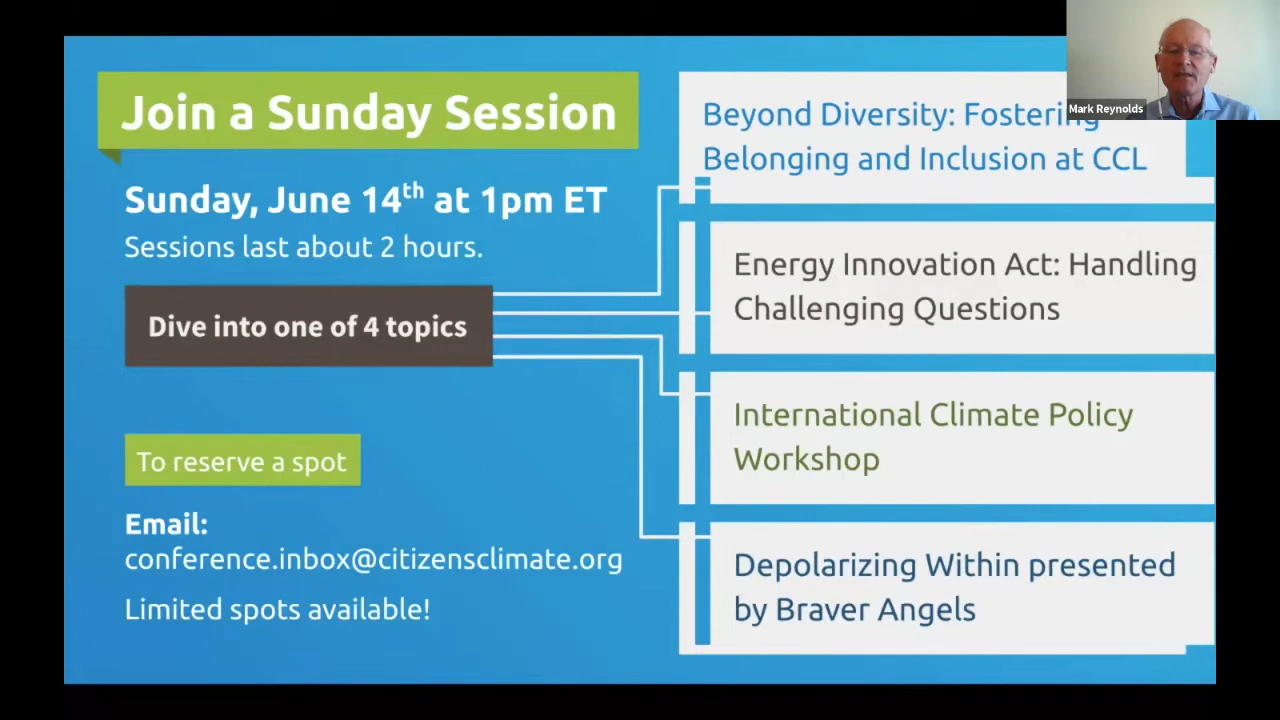 Join a Sunday Session
Sunday, June 14th at 1pm ET
Sessions last about 2 hours.
Dive into one of 4 topics
To reserve a spot
Email:
conference.inbox@citizensclimate.org
Limited spots available!
Beyond Diversity: Fostering
Belonging and Inclusion at CCL
Energy Innovation Act: Handling
Challenging Questions
International Climate Policy
Workshop
Depolarizing Within presented
by Braver Angels
Mark Reynolds